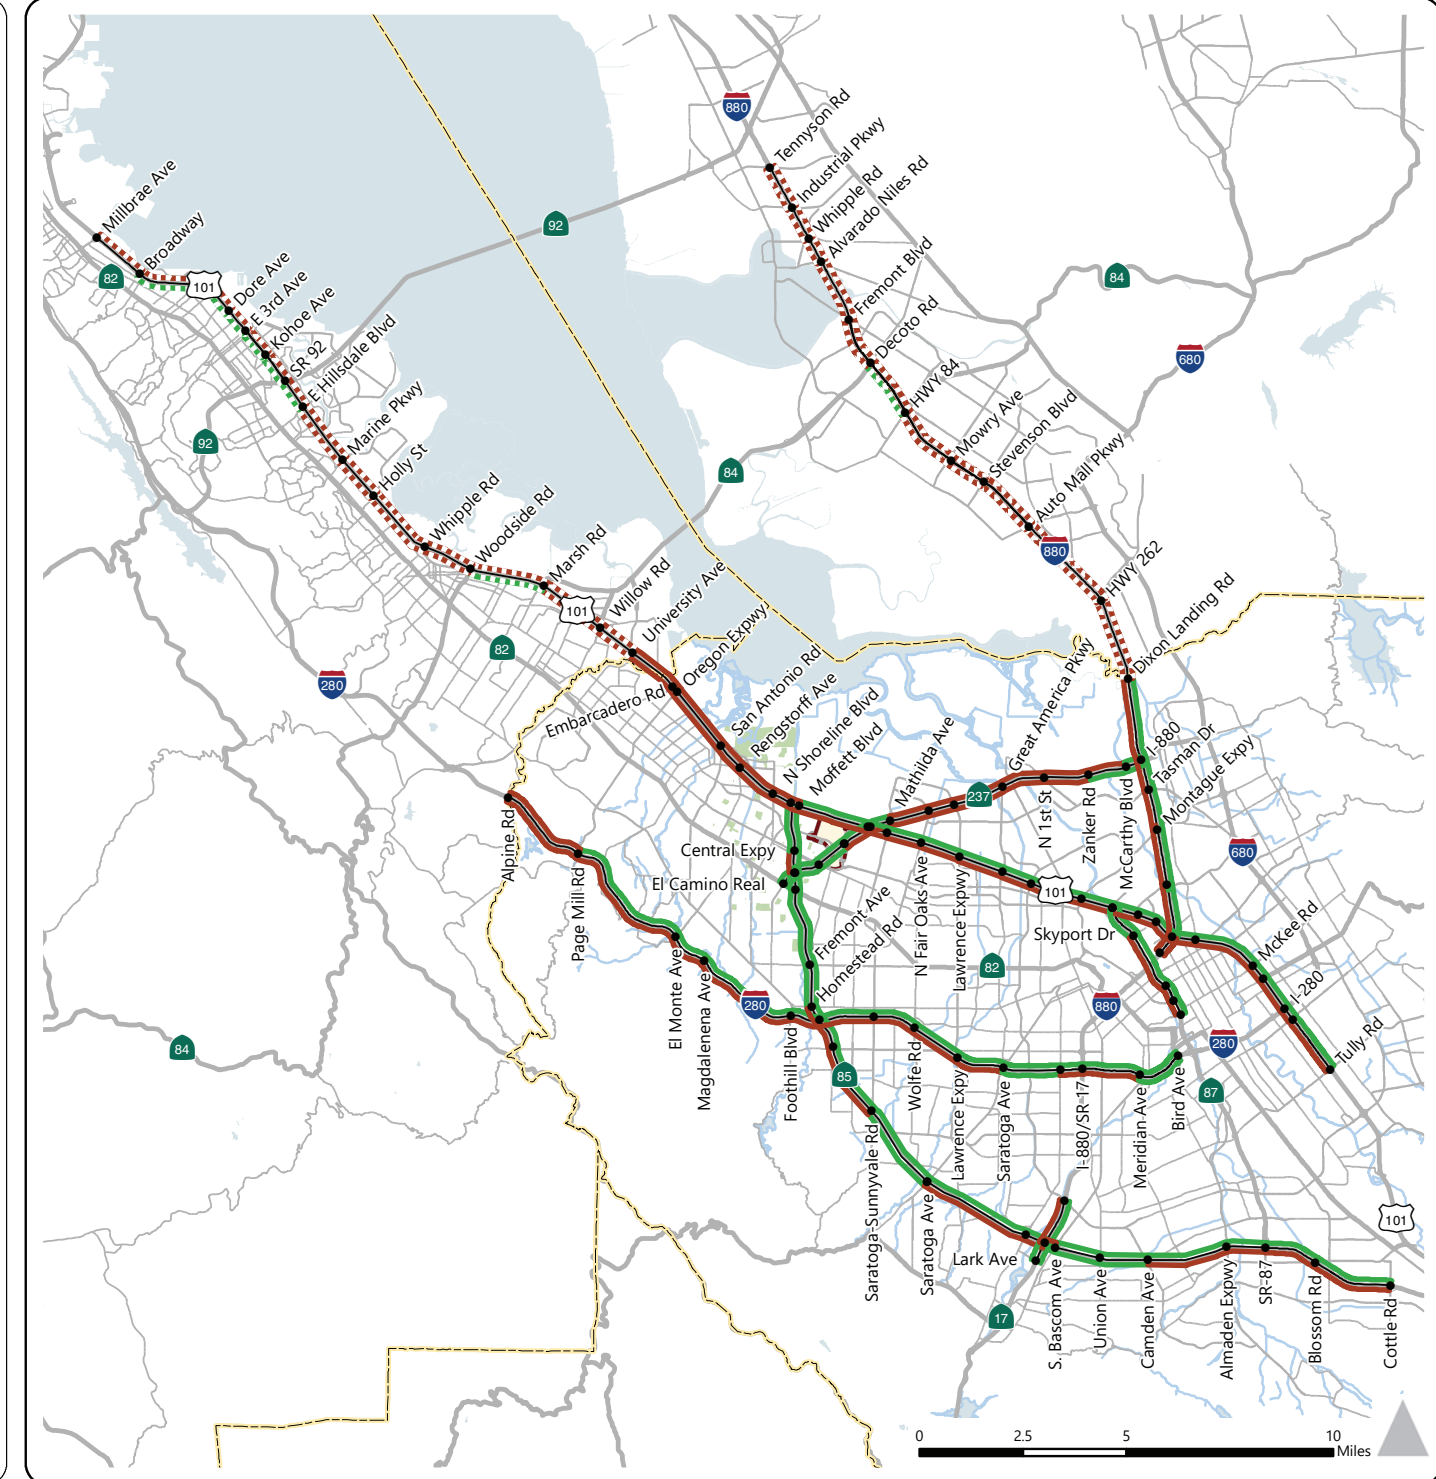 880
Tennyson Rd
Industrial Pkwy
Whipple Rd
Alvarado Niles Rd
Millbrae Ave
Broadway
92
82
101
Dore Ave
E 3rd Ave
Kohoe Ave
SR-92
E Hillsdale Blvd
Fremont Blvd
Decoto Rd
84
680
HWY 84
Marine Pkwy
Holly St
92
Mowry Ave
Stevenson Blvd
Auto Mall Pkwy
84
Whipple Rd
Woodside Rd
Marsh Rd
880
HWY 262
101
Willow Rd
University Ave
Dixon Landing Rd
82
280
Oregon Expwy
Embarcadero Rd
San Antonio Rd
Rengstorff Ave
N Shoreline Blvd
Moffett Blvd
Mathilda Ave
Great America Pkwy
I-880
Tasman Dr
Montague Expy
237
N 1st St
Zanker Rd
McCarthy Blvd
Alpine Rd
Page Mill Rd
Central Expy
El Camino Real
680
101
Fremont Ave
Homestead Rd
N Fair Oaks Ave
Lawrence Expwy
Skyport Dr
McKee Rd
82
El Monte Ave
Magdalenena Ave
280
I-280
880
Tully Rd
84
280
Foothill Blvd
85
Wolfe Rd
Lawrence Expy
Saratoga Ave
I-880/SR-17
Meridian Ave
Bird Ave
87
Saratoga-Sunnyvale Rd
Saratoga Ave
Lark Ave
101
S. Bascom Ave
Union Ave
Camden Ave
Almaden Expwy
SR-87
Blossom Rd
Cottle Rd
17
0 2.5 5 10
Miles